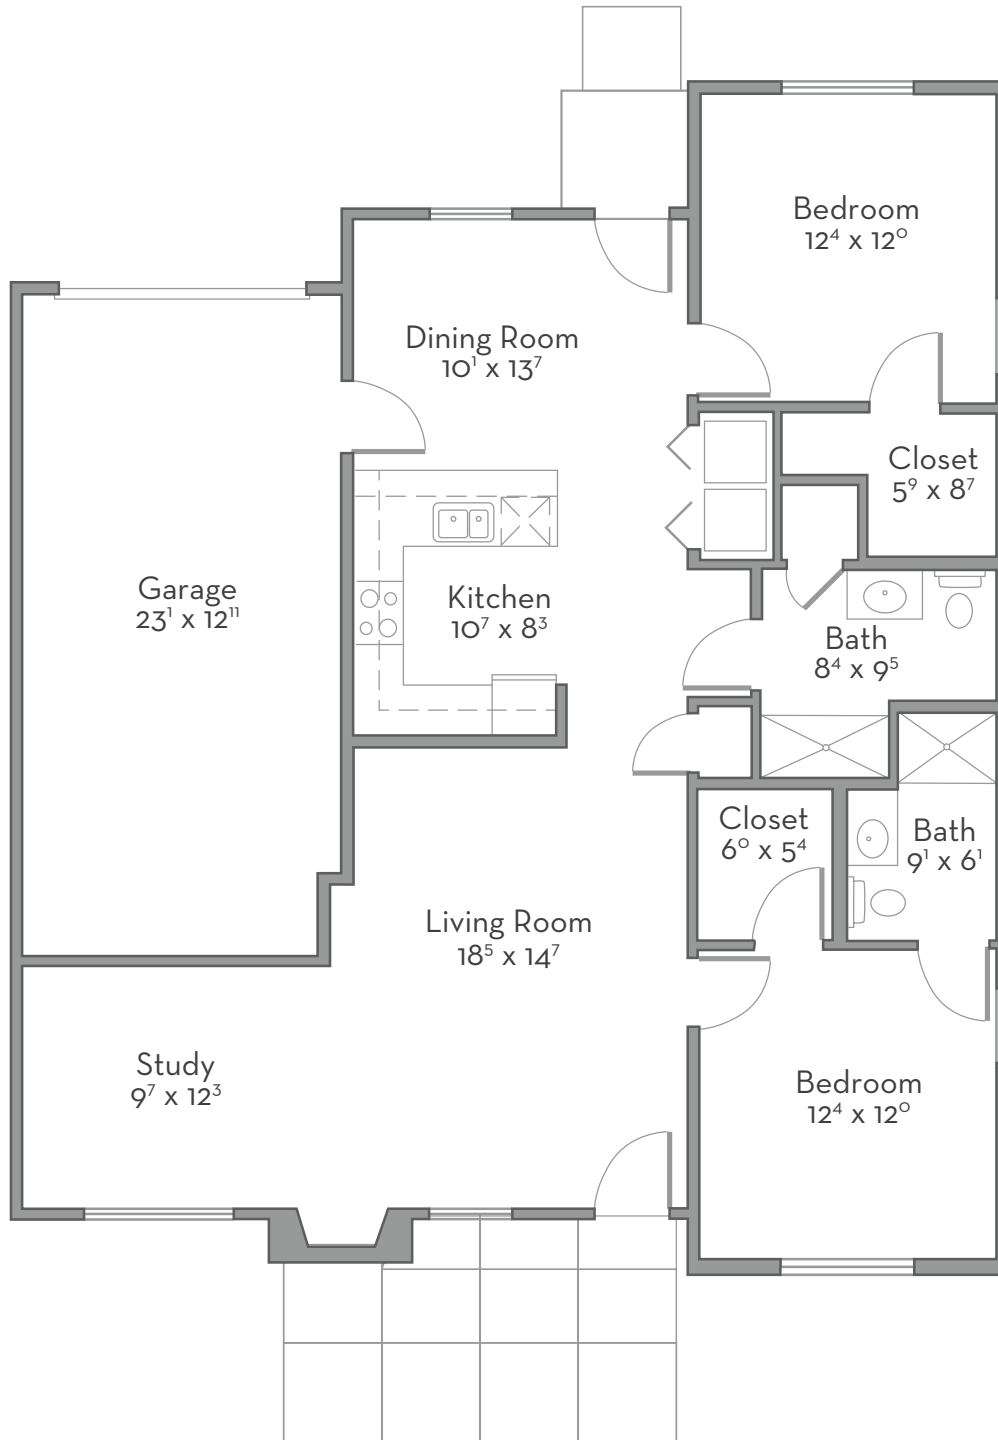 Bedroom
12⁴ x 12⁰
Dining Room
10¹ x 13⁷
Closet
5⁹ x 8⁷
Garage
23¹ x 12¹¹
Kitchen
10⁷ x 8³
Bath
8⁴ x 9⁵
Closet
6⁰ x 5⁴
Bath
9¹ x 6¹
Living Room
18⁵ x 14⁷
Study
9⁷ x 12³
Bedroom
12⁴ x 12⁰